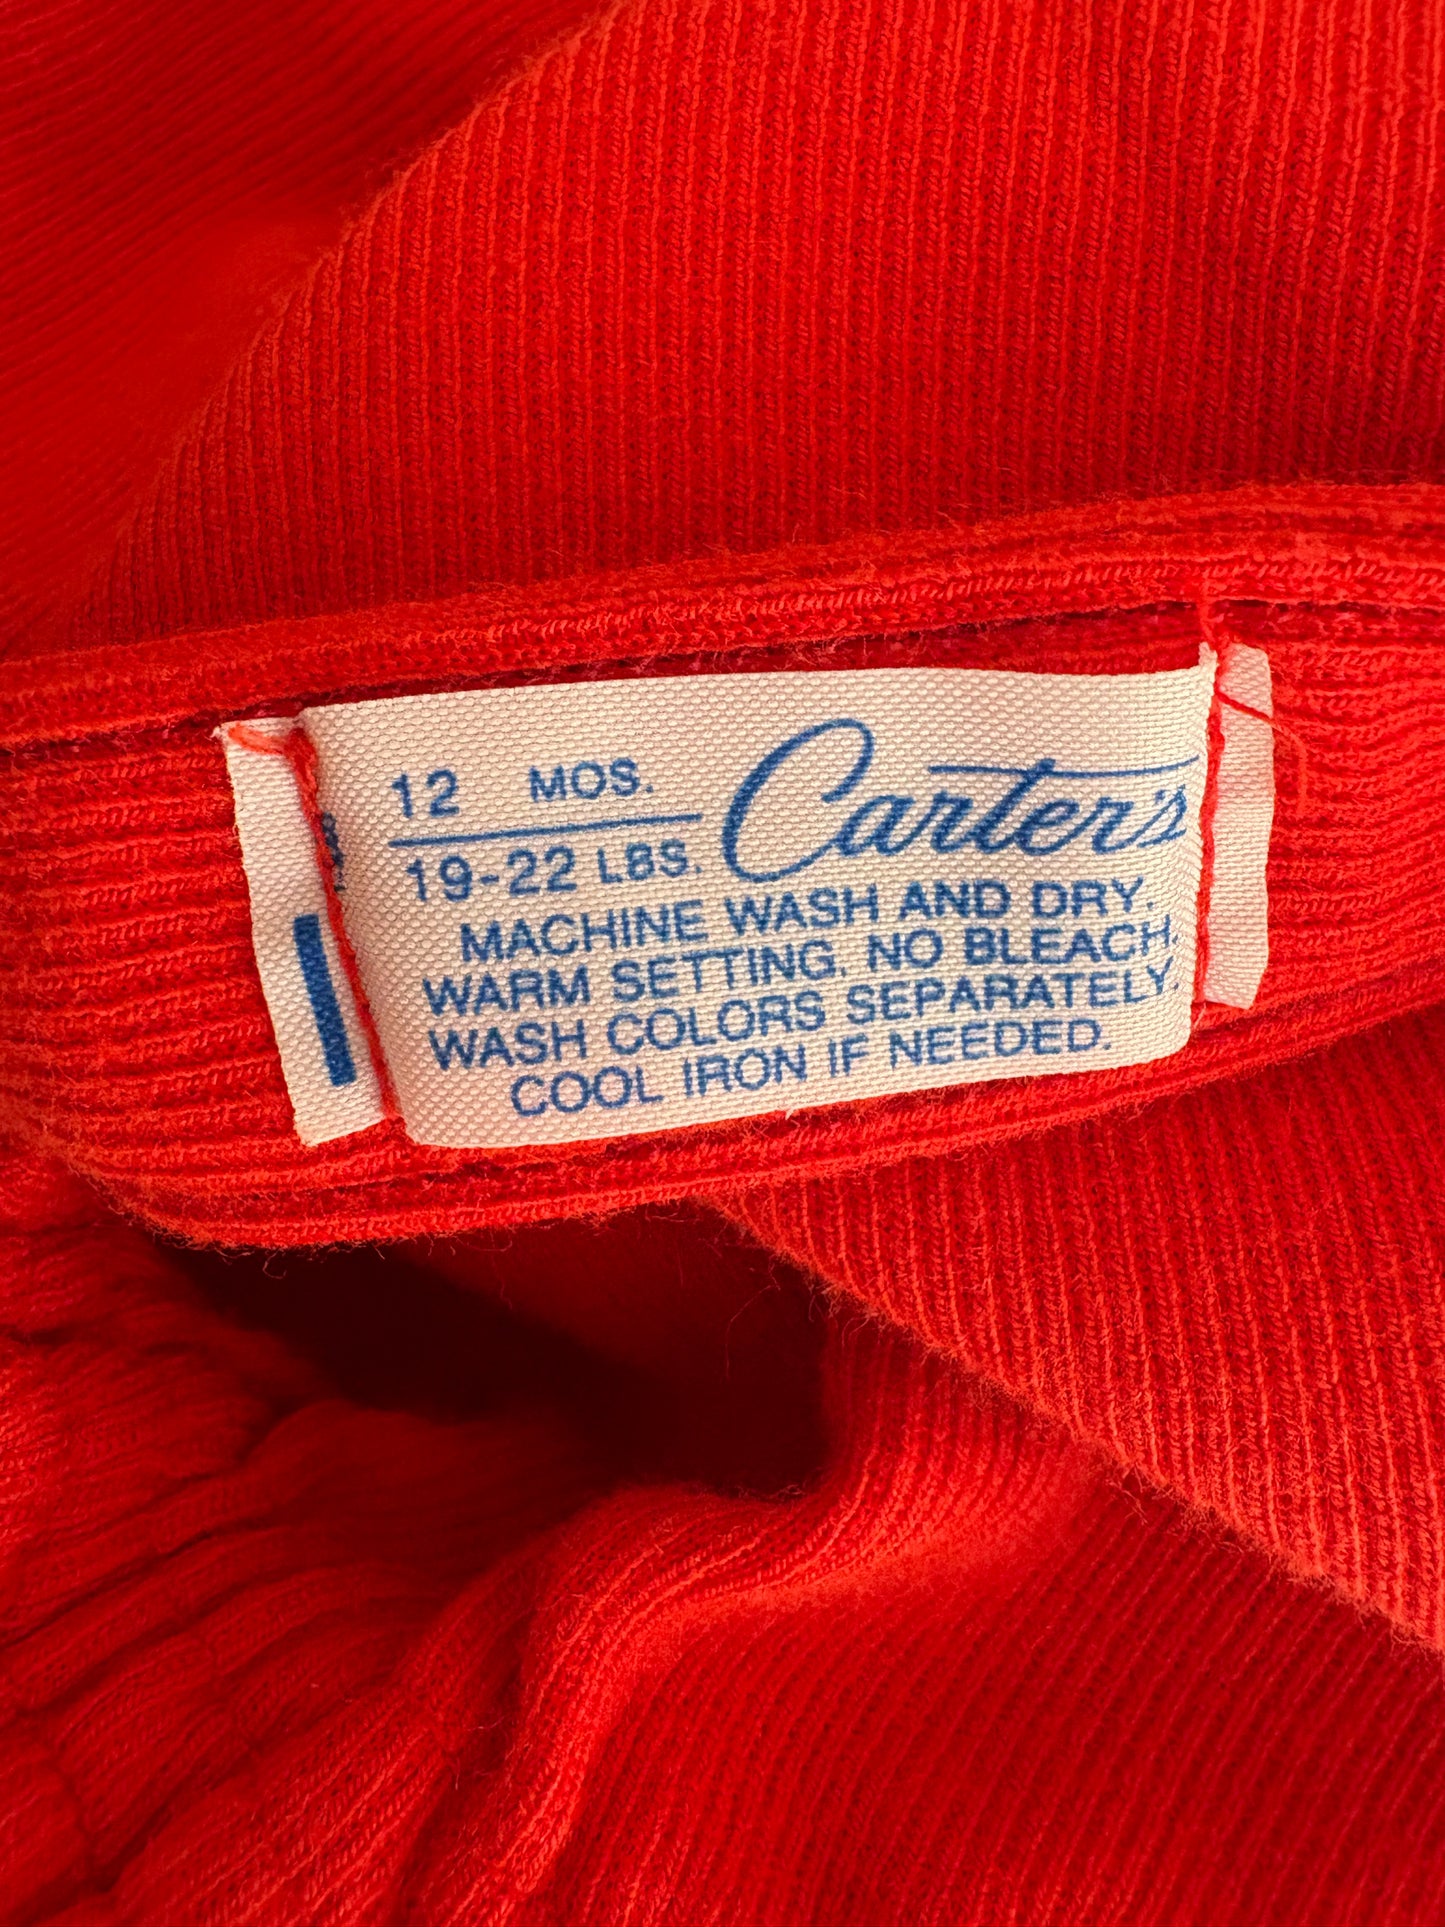 12 MOS.
19-22 LBS.
Carter's
MACHINE WASH AND DRY.
WARM SETTING. NO BLEACH.
WASH COLORS SEPARATELY.
COOL IRON IF NEEDED.